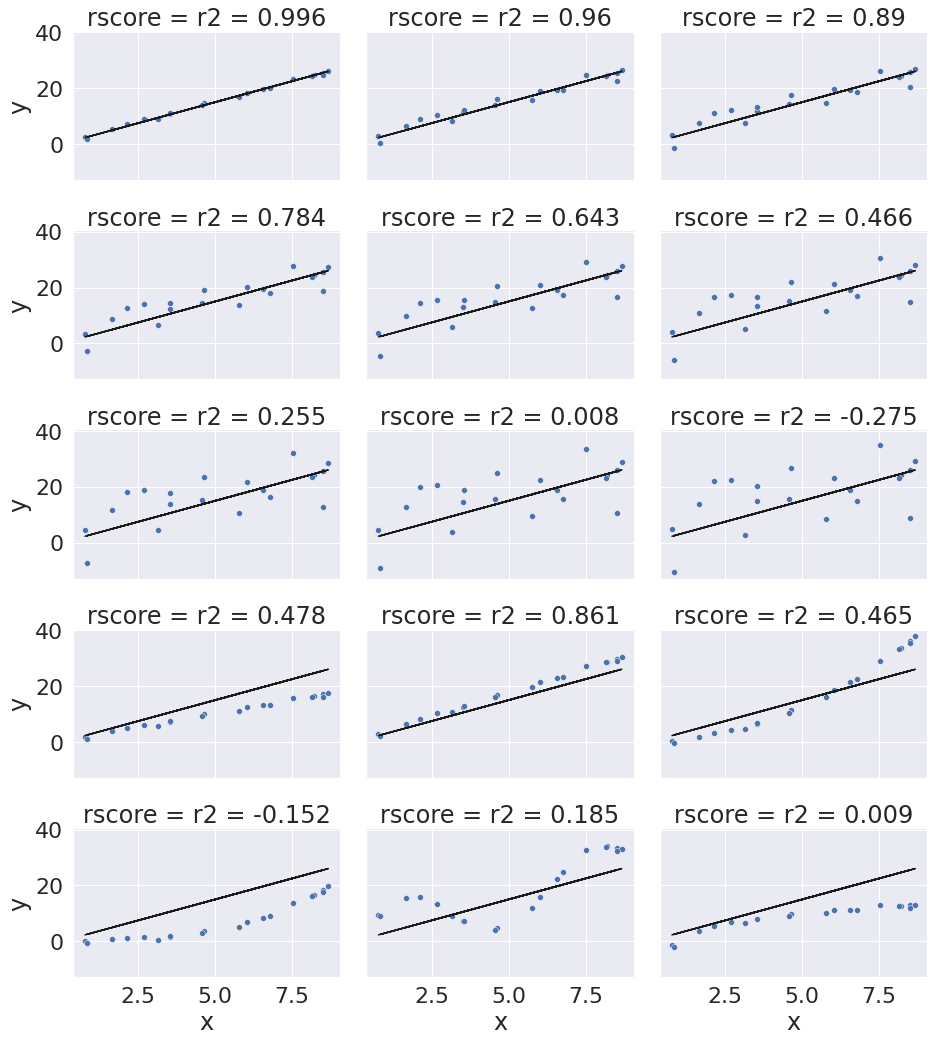 rscore = r2 = 0.996 rscore = r2 = 0.96 rscore = r2 = 0.89
40
20
0
y
rscore = r2 = 0.784 rscore = r2 = 0.643 rscore = r2 = 0.466
40
20
0
y
rscore = r2 = 0.255 rscore = r2 = 0.008 rscore = r2 = -0.275
40
20
0
y
rscore = r2 = 0.478 rscore = r2 = 0.861 rscore = r2 = 0.465
40
20
0
y
rscore = r2 = -0.152 rscore = r2 = 0.185 rscore = r2 = 0.009
40
20
0
y
2.5 5.0 7.5 2.5 5.0 7.5 2.5 5.0 7.5
x x x